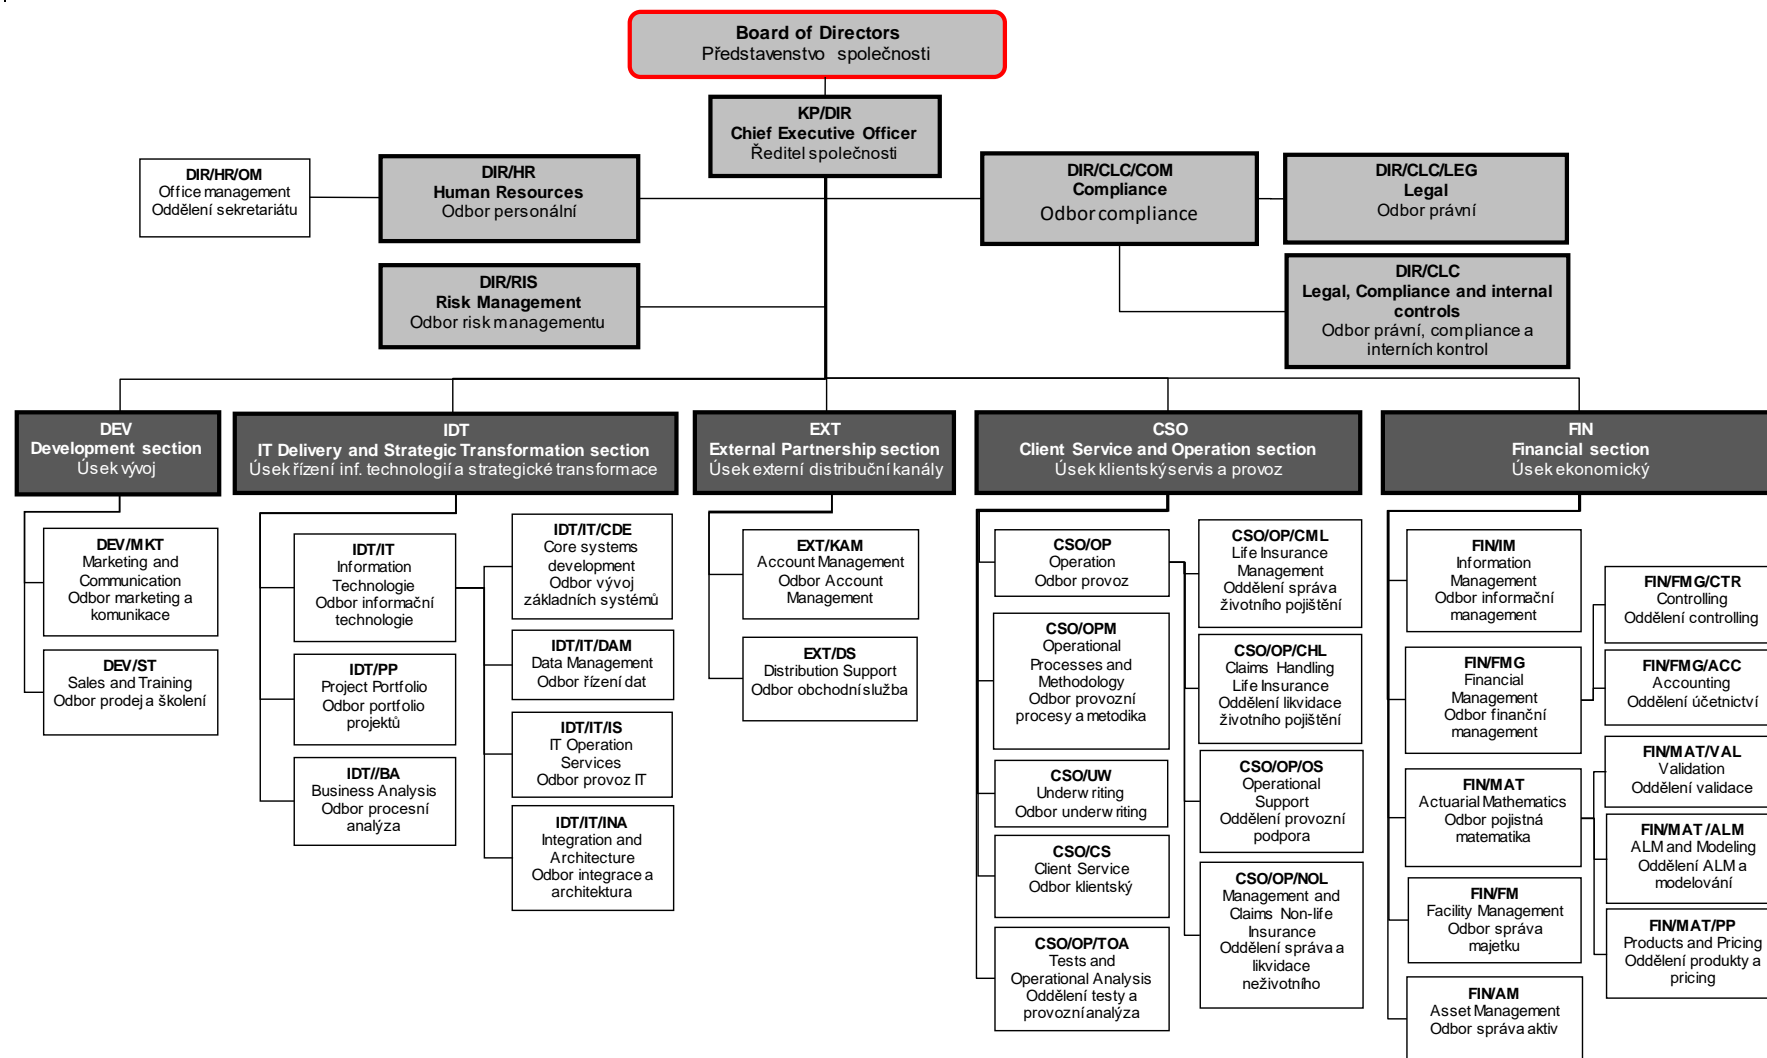 Board of Directors
Představenstvo společnosti
KP/DIR
Chief Executive Officer
Ředitel společnosti
DIR/HR/OM
Office management
Oddělení sekretariátu
DIR/HR
Human Resources
Odbor personální
DIR/CLC/COM
Compliance
Odbor compliance
DIR/CLC/LEG
Legal
Odbor právní
DIR/RIS
Risk Management
Odbor risk managementu
DIR/CLC
Legal, Compliance and internal
controls
Odbor právní, compliance a
interních kontrol
DEV
Development section
Úsek vývoj
IDT
IT Delivery and Strategic Transformation section
Úsek řízení inf. technologií a strategické transformace
EXT
External Partnership section
Úsek externí distribuční kanály
CSO
Client Service and Operation section
Úsek klientský servis a provoz
FIN
Financial section
Úsek ekonomický
DEV/MKT
Marketing and
Communication
Odbor marketing a
komunikace
DEV/ST
Sales and Training
Odbor prodej a školení
IDT/IT
Information
Technologie
Odbor informační
technologie
IDT/PP
Project Portfolio
Odbor portfolio
projektů
IDT//BA
Business Analysis
Odbor procesní
analýza
IDT/IT/CDE
Core systems
development
Odbor vývoj
základních systémů
IDT/IT/DAM
Data Management
Odbor řízení dat
IDT/IT/IS
IT Operation
Services
Odbor provoz IT
IDT/IT/INA
Integration and
Architecture
Odbor integrace a
architektura
EXT/KAM
Account Management
Odbor Account
Management
EXT/DS
Distribution Support
Odbor obchodní služba
CSO/OP
Operation
Odbor provoz
CSO/OPM
Operational
Processes and
Methodology
Odbor provozní
procesy a metodika
CSO/UW
Underwriting
Odbor underwriting
CSO/CS
Client Service
Odbor klientský
CSO/OP/TOA
Tests and
Operational Analysis
Oddělení testy a
provozní analýza
CSO/OP/CML
Life Insurance
Management
Oddělení správa
životního pojištění
CSO/OP/CHL
Claims Handling
Life Insurance
Oddělení likvidace
životního pojištění
CSO/OP/OS
Operational
Support
Oddělení provozní
podpora
CSO/OP/NOL
Management and
Claims Non-life
Insurance
Oddělení správa a
likvidace
neživotního
FIN/IM
Information
Management
Odbor informační
management
FIN/FMG
Financial
Management
Odbor finanční
management
FIN/MAT
Actuarial Mathematics
Odbor pojistná
matematika
FIN/FM
Facility Management
Odbor správa
majetku
FIN/AM
Asset Management
Odbor správa aktiv
FIN/FMG/CTR
Controlling
Oddělení controlling
FIN/FMG/ACC
Accounting
Oddělení účetnictví
FIN/MAT/VAL
Validation
Oddělení validace
FIN/MAT /ALM
ALM and Modeling
Oddělení ALM a
modelování
FIN/MAT/PP
Products and Pricing
Oddělení produkty a
pricing